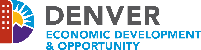 DENVER
ECONOMIC DEVELOPMENT
& OPPORTUNITY